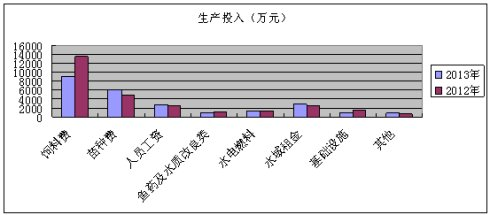 生产投入（万元）
16000
14000
12000
10000
8000
6000
4000
2000
0
2013年
2012年
饲料费
苗种费
人员工资
鱼药及水质改良类
水电燃料
水域租金
基础设施
其他